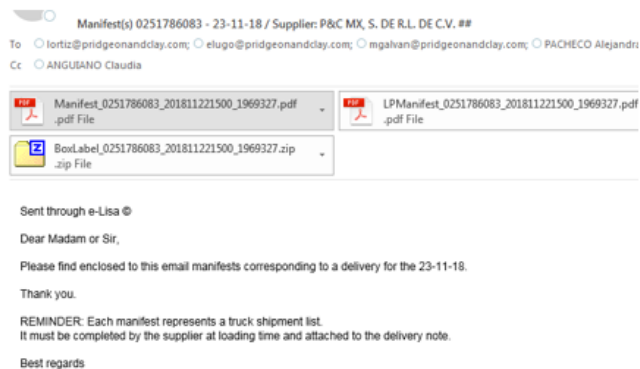 Manifest(s) 0251786083 - 23-11-18 / Supplier: P&C MX, S. DE R.L. DE C.V. ##
To lortiz@pridgeonandclay.com; elugo@pridgeonandclay.com; mgalvan@pridgeonandclay.com; PACHECO Alejandra
Cc ANGUIANO Claudia
PDF Manifest_0251786083_201811221500_1969327.pdf
.pdf File
PDF LPManifest_0251786083_201811221500_1969327.pdf
.pdf File
Z BoxLabel_0251786083_201811221500_1969327.zip
.zip File
Sent through e-Lisa ©
Dear Madam or Sir,
Please find enclosed to this email manifests corresponding to a delivery for the 23-11-18.
Thank you.
REMINDER: Each manifest represents a truck shipment list.
It must be completed by the supplier at loading time and attached to the delivery note.
Best regards